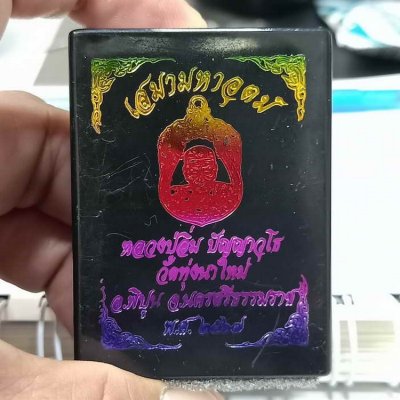 เสมามหาอุตม์
หลวงปู่อิ่ม ปัญญาวุโธ
วัดทุ่งนาใหม่
อ.พิปูน จ.นครศรีธรรมราช
พ.ศ. ๒๕๖๗